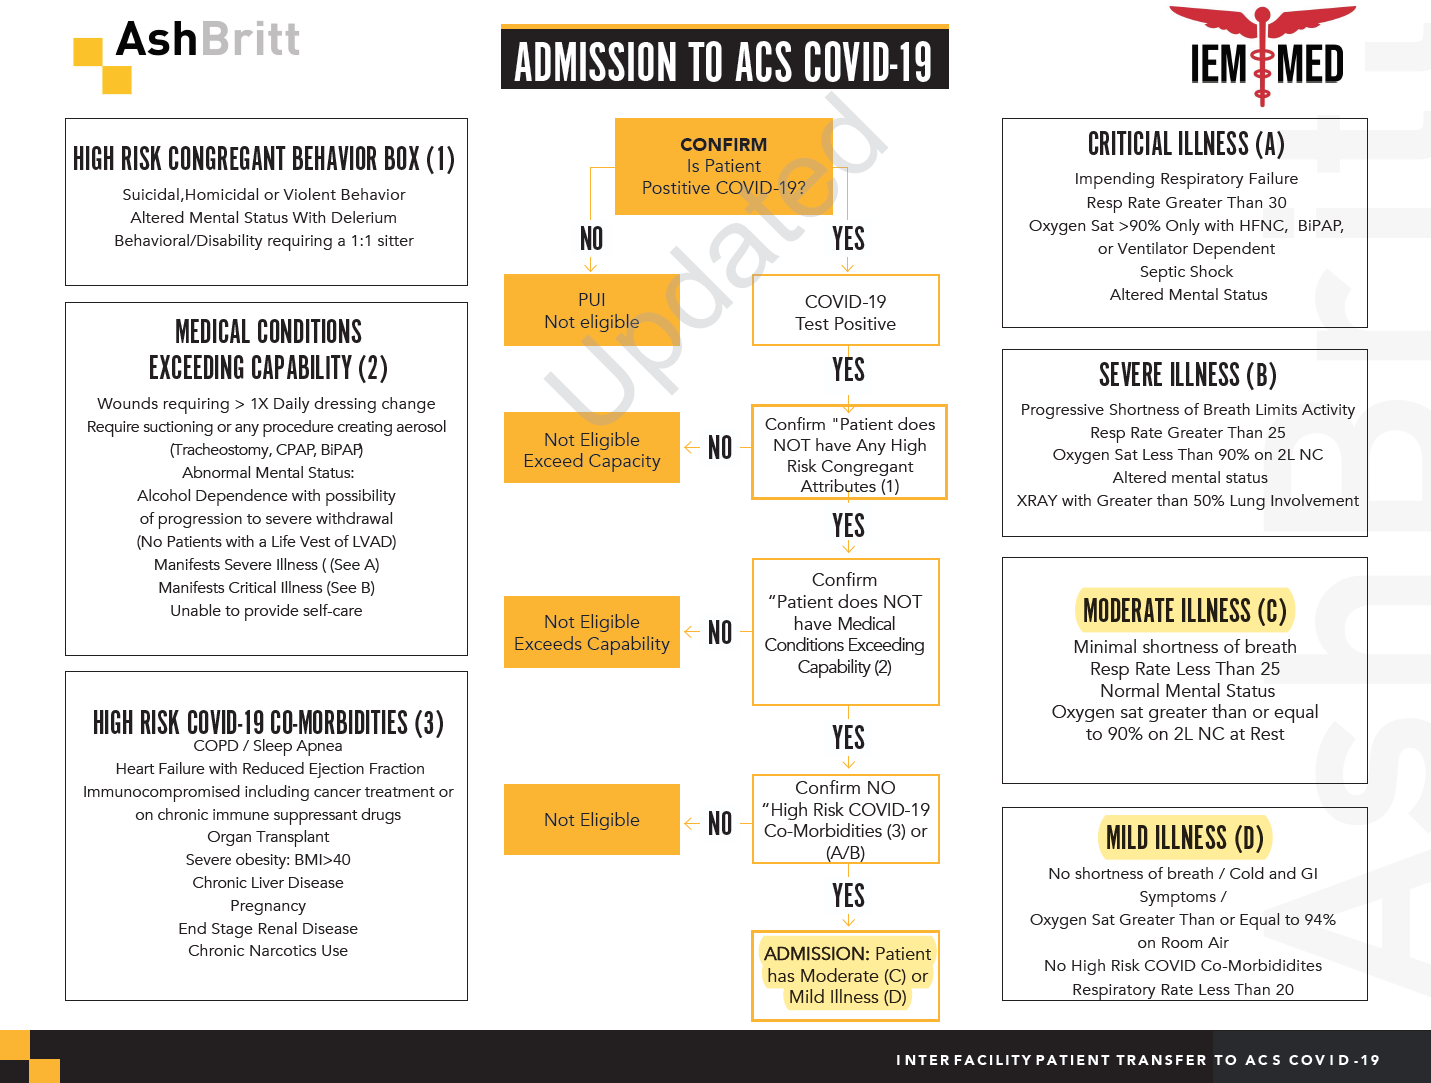 AshBritt
ADMISSION TO ACS COVID-19
IEM MED
HIGH RISK CONGREGANT BEHAVIOR BOX (1)
Suicidal,Homicidal or Violent Behavior
Altered Mental Status With Delerium
Behavioral/Disability requiring a 1:1 sitter
MEDICAL CONDITIONS
EXCEEDING CAPABILITY (2)
Wounds requiring > 1X Daily dressing change
Require suctioning or any procedure creating aerosol
(Tracheostomy, CPAP, BiPAP)
Abnormal Mental Status:
Alcohol Dependence with possibility
of progression to severe withdrawal
(No Patients with a Life Vest of LVAD)
Manifests Severe Illness ( (See A)
Manifests Critical Illness (See B)
Unable to provide self-care
HIGH RISK COVID-19 CO-MORBIDITIES (3)
COPD / Sleep Apnea
Heart Failure with Reduced Ejection Fraction
Immunocompromised including cancer treatment or
on chronic immune suppressant drugs
Organ Transplant
Severe obesity: BMI>40
Chronic Liver Disease
Pregnancy
End Stage Renal Disease
Chronic Narcotics Use
CONFIRM
Is Patient
Postitive COVID-19?
NO
YES
PUI
Not eligible
COVID-19
Test Positive
YES
Confirm "Patient does
NOT have Any High
Risk Congregant
Attributes (1)
NO
Not Eligible
Exceed Capacity
YES
Confirm
“Patient does NOT
have Medical
Conditions Exceeding
Capability (2)
NO
Not Eligible
Exceeds Capability
YES
Confirm NO
“High Risk COVID-19
Co-Morbidities (3) or
(A/B)
NO
Not Eligible
YES
ADMISSION: Patient
has Moderate (C) or
Mild Illness (D)
Updated
CRITICIAL ILLNESS (A)
Impending Respiratory Failure
Resp Rate Greater Than 30
Oxygen Sat >90% Only with HFNC, BiPAP,
or Ventilator Dependent
Septic Shock
Altered Mental Status
SEVERE ILLNESS (B)
Progressive Shortness of Breath Limits Activity
Resp Rate Greater Than 25
Oxygen Sat Less Than 90% on 2L NC
Altered mental status
XRAY with Greater than 50% Lung Involvement
MODERATE ILLNESS (C)
Minimal shortness of breath
Resp Rate Less Than 25
Normal Mental Status
Oxygen sat greater than or equal
to 90% on 2L NC at Rest
MILD ILLNESS (D)
No shortness of breath / Cold and GI
Symptoms /
Oxygen Sat Greater Than or Equal to 94%
on Room Air
No High Risk COVID Co-Morbididites
Respiratory Rate Less Than 20
AshBritt
INTERFACILITY PATIENT TRANSFER TO ACS COVID-19